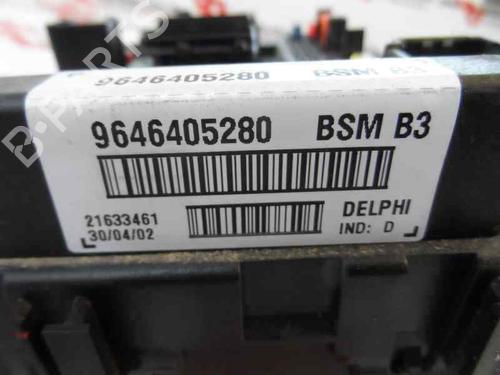 9646405280 BSM B3
9646405280 BSM B3
21633461 DELPHI
30/04/02 IND: D
B-PARTS